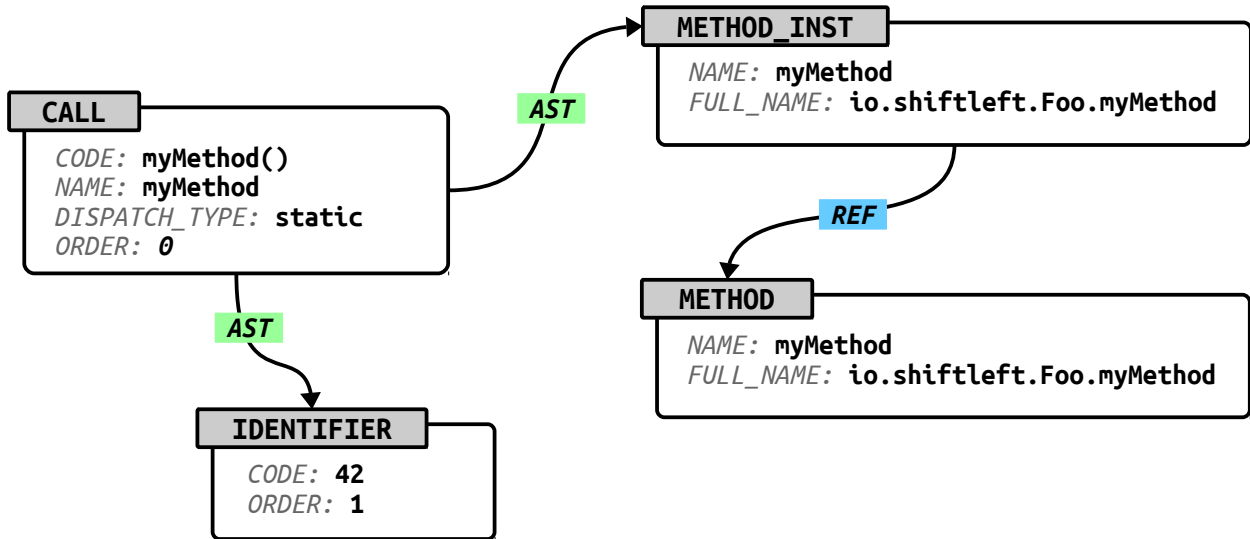 METHOD_INST
NAME: myMethod
FULL_NAME: io.shiftleft.Foo.myMethod
AST
CALL
CODE: myMethod()
NAME: myMethod
DISPATCH_TYPE: static
ORDER: 0
REF
METHOD
NAME: myMethod
FULL_NAME: io.shiftleft.Foo.myMethod
AST
IDENTIFIER
CODE: 42
ORDER: 1